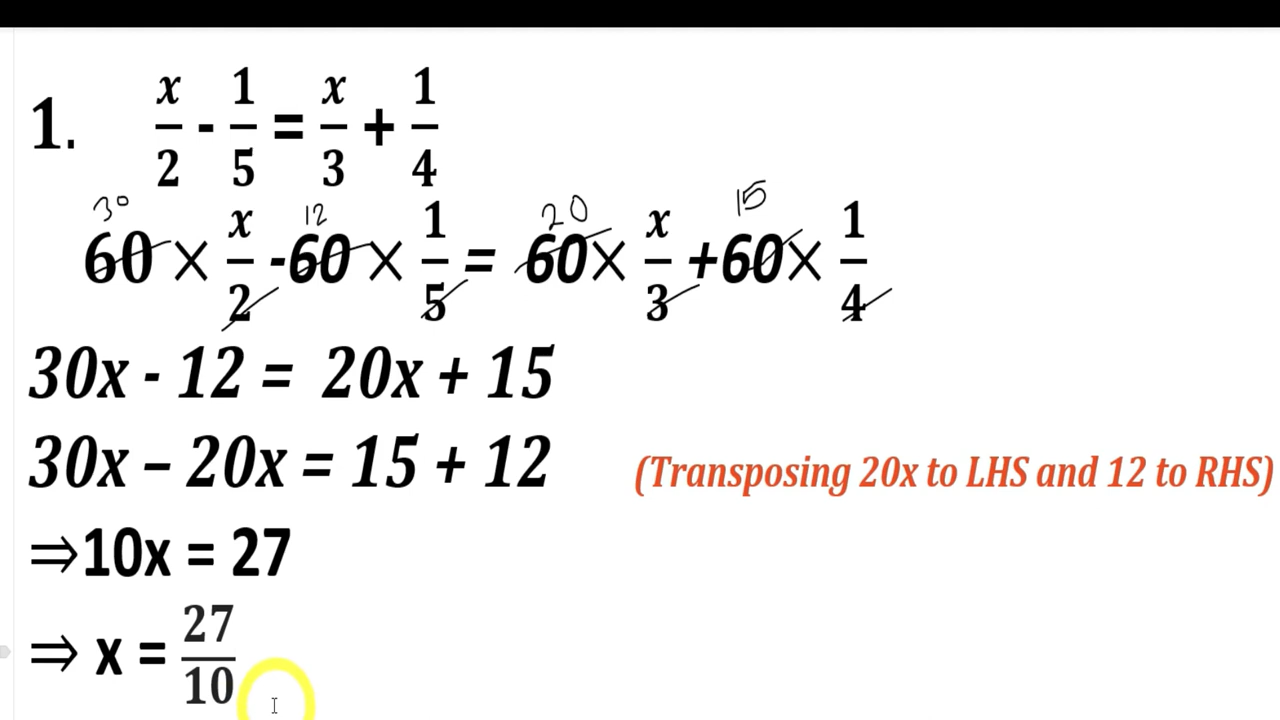 1. x/2 - 1/5 = x/3 + 1/4
30 12 20 15
60 × x/2 -60 × 1/5 = 60 × x/3 +60 × 1/4
30x - 12 = 20x + 15
30x – 20x = 15 + 12 (Transposing 20x to LHS and 12 to RHS)
⇒10x = 27
⇒ x = 27/10